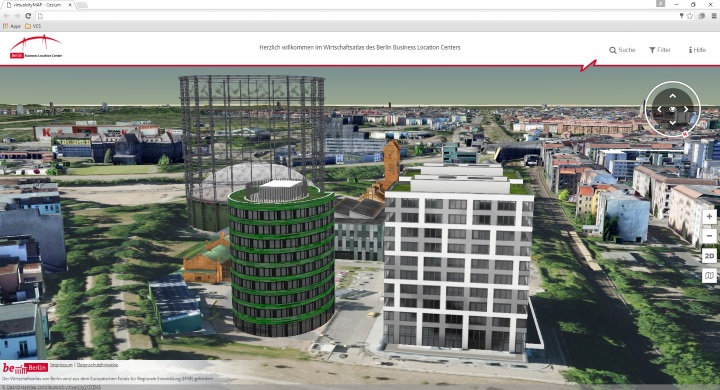 virtualcityMAP - Cesium
Apps VCS
Berlin Business Location Center
Herzlich willkommen im Wirtschaftsatlas des Berlin Business Location Centers
Suche Filter Hilfe
+
−
2D
be Berlin
Impressum | Datenschutzhinweise
Der Wirtschaftsatlas von Berlin wird aus dem Europäischen Fonds für Regionale Entwicklung (EFRE) gefördert.